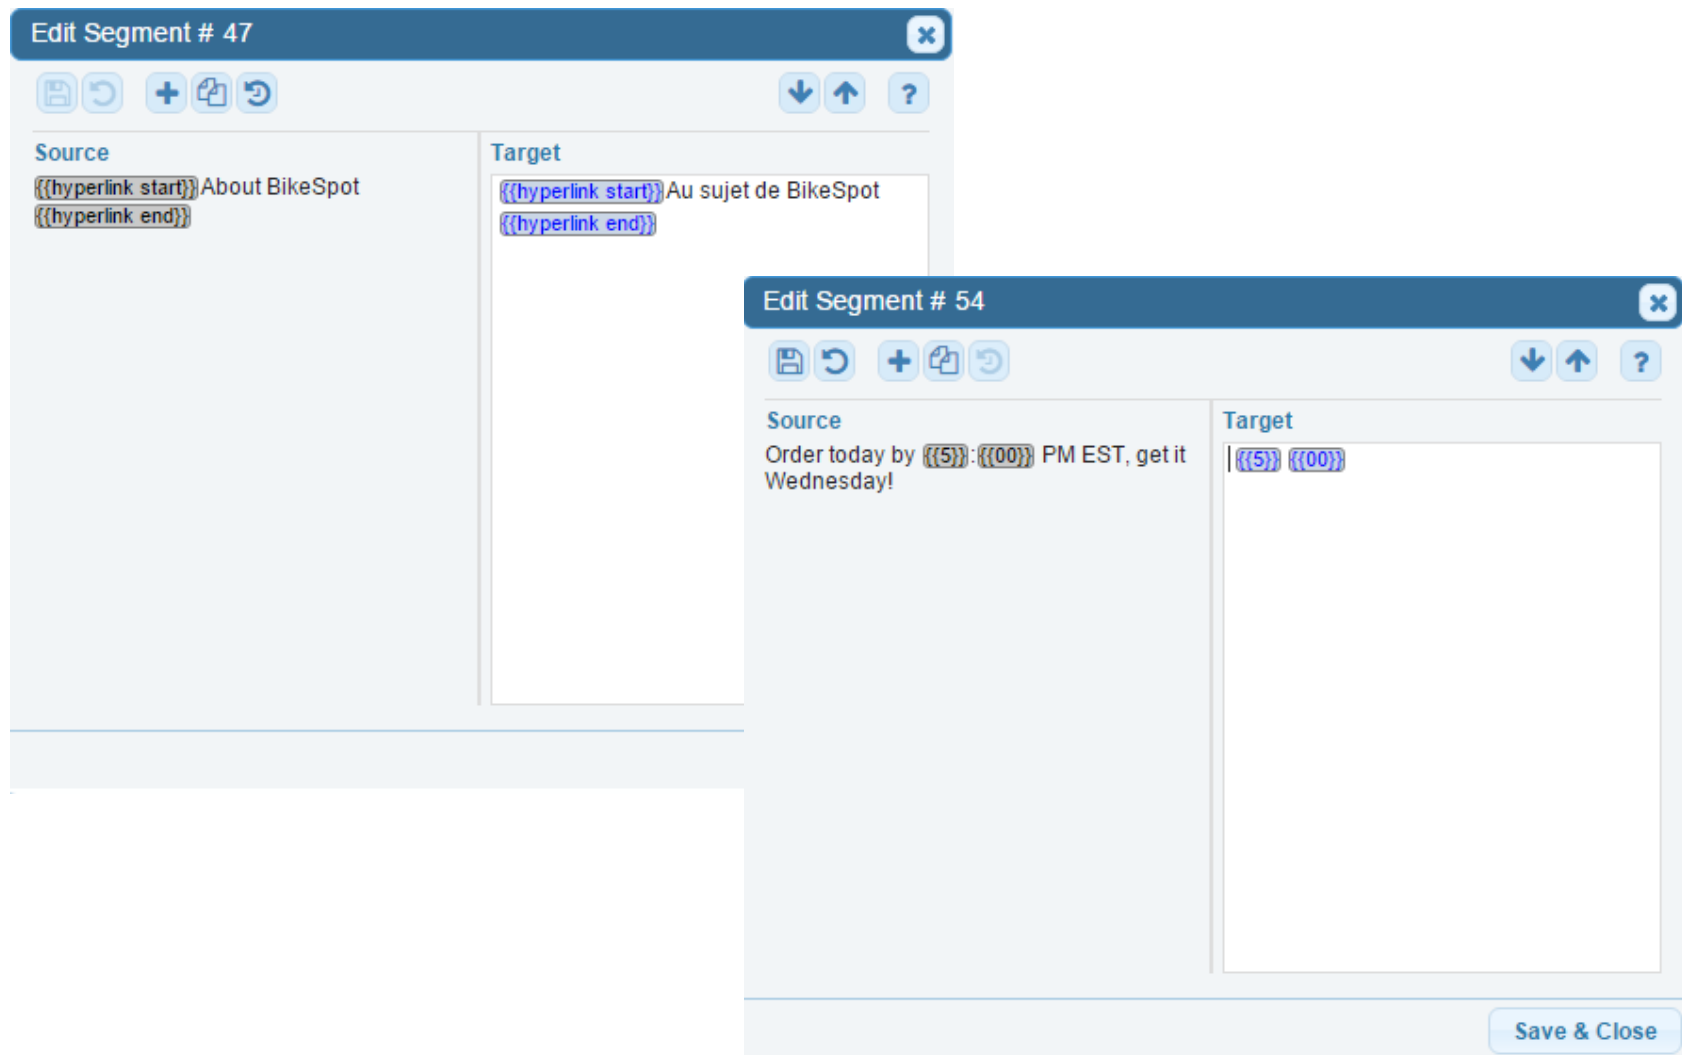 Edit Segment # 47
?
Source
{{hyperlink start}}About BikeSpot
{{hyperlink end}}
Target
{{hyperlink start}}Au sujet de BikeSpot
{{hyperlink end}}
Edit Segment # 54
?
Source
Order today by {{5}}:{{00}} PM EST, get it
Wednesday!
Target
{{5}} {{00}}
Save & Close